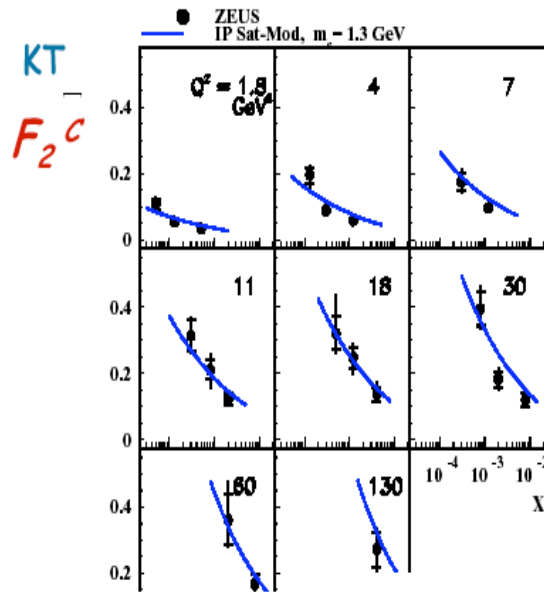 ZEUS
IP Sat-Mod, m = 1.3 GeV
KT
F₂ᶜ
Q² = 1.8 4 7
GeV²
0.4
0.2
0
11 18 30
0.4
0.2
0
10⁻⁴ 10⁻³ 10⁻²
X
60 130
0.4
0.2